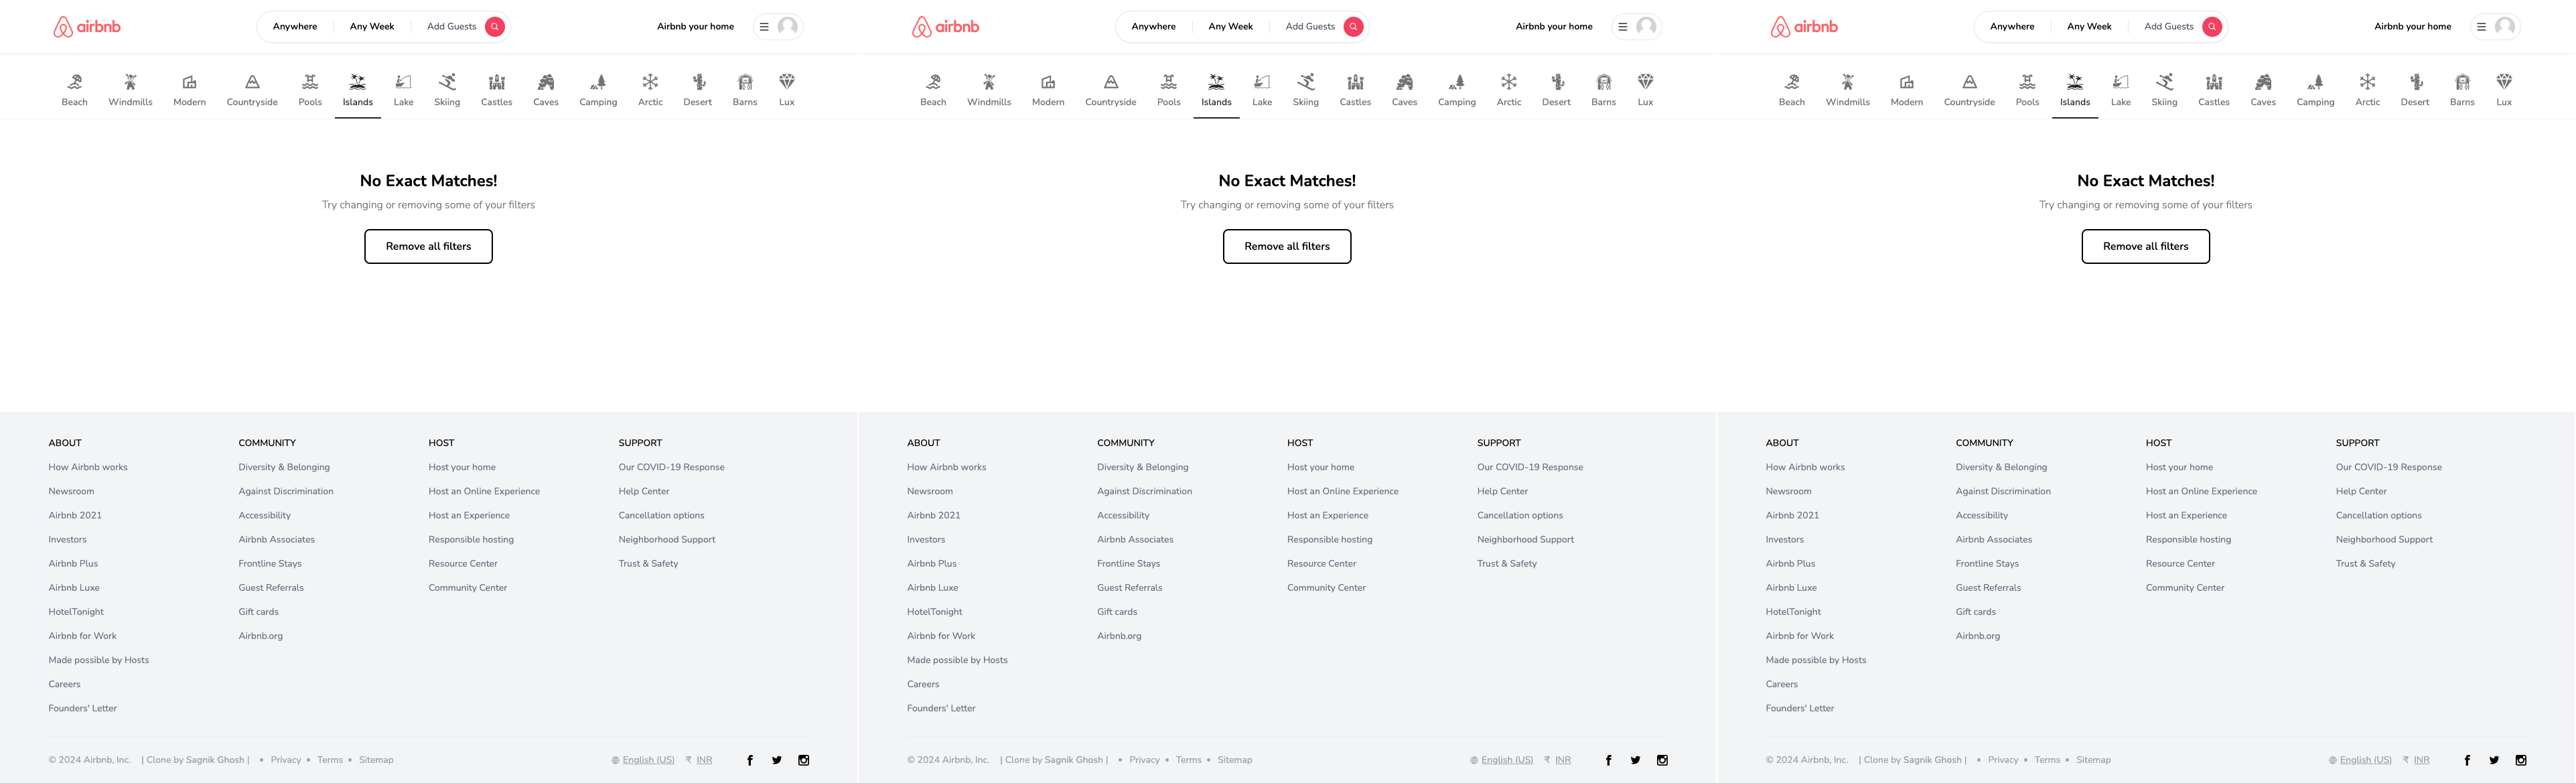 airbnb Anywhere Any Week Add Guests Airbnb your home
Beach Windmills Modern Countryside Pools Islands Lake Skiing Castles Caves Camping Arctic Desert Barns Lux
No Exact Matches!
Try changing or removing some of your filters
Remove all filters
ABOUT
How Airbnb works
Newsroom
Airbnb 2021
Investors
Airbnb Plus
Airbnb Luxe
HotelTonight
Airbnb for Work
Made possible by Hosts
Careers
Founders' Letter
COMMUNITY
Diversity & Belonging
Against Discrimination
Accessibility
Airbnb Associates
Frontline Stays
Guest Referrals
Gift cards
Airbnb.org
HOST
Host your home
Host an Online Experience
Host an Experience
Responsible hosting
Resource Center
Community Center
SUPPORT
Our COVID-19 Response
Help Center
Cancellation options
Neighborhood Support
Trust & Safety
© 2024 Airbnb, Inc. | Clone by Sagnik Ghosh | • Privacy • Terms • Sitemap English (US) ₹ INR
airbnb Anywhere Any Week Add Guests Airbnb your home
Beach Windmills Modern Countryside Pools Islands Lake Skiing Castles Caves Camping Arctic Desert Barns Lux
No Exact Matches!
Try changing or removing some of your filters
Remove all filters
ABOUT
How Airbnb works
Newsroom
Airbnb 2021
Investors
Airbnb Plus
Airbnb Luxe
HotelTonight
Airbnb for Work
Made possible by Hosts
Careers
Founders' Letter
COMMUNITY
Diversity & Belonging
Against Discrimination
Accessibility
Airbnb Associates
Frontline Stays
Guest Referrals
Gift cards
Airbnb.org
HOST
Host your home
Host an Online Experience
Host an Experience
Responsible hosting
Resource Center
Community Center
SUPPORT
Our COVID-19 Response
Help Center
Cancellation options
Neighborhood Support
Trust & Safety
© 2024 Airbnb, Inc. | Clone by Sagnik Ghosh | • Privacy • Terms • Sitemap English (US) ₹ INR
airbnb Anywhere Any Week Add Guests Airbnb your home
Beach Windmills Modern Countryside Pools Islands Lake Skiing Castles Caves Camping Arctic Desert Barns Lux
No Exact Matches!
Try changing or removing some of your filters
Remove all filters
ABOUT
How Airbnb works
Newsroom
Airbnb 2021
Investors
Airbnb Plus
Airbnb Luxe
HotelTonight
Airbnb for Work
Made possible by Hosts
Careers
Founders' Letter
COMMUNITY
Diversity & Belonging
Against Discrimination
Accessibility
Airbnb Associates
Frontline Stays
Guest Referrals
Gift cards
Airbnb.org
HOST
Host your home
Host an Online Experience
Host an Experience
Responsible hosting
Resource Center
Community Center
SUPPORT
Our COVID-19 Response
Help Center
Cancellation options
Neighborhood Support
Trust & Safety
© 2024 Airbnb, Inc. | Clone by Sagnik Ghosh | • Privacy • Terms • Sitemap English (US) ₹ INR